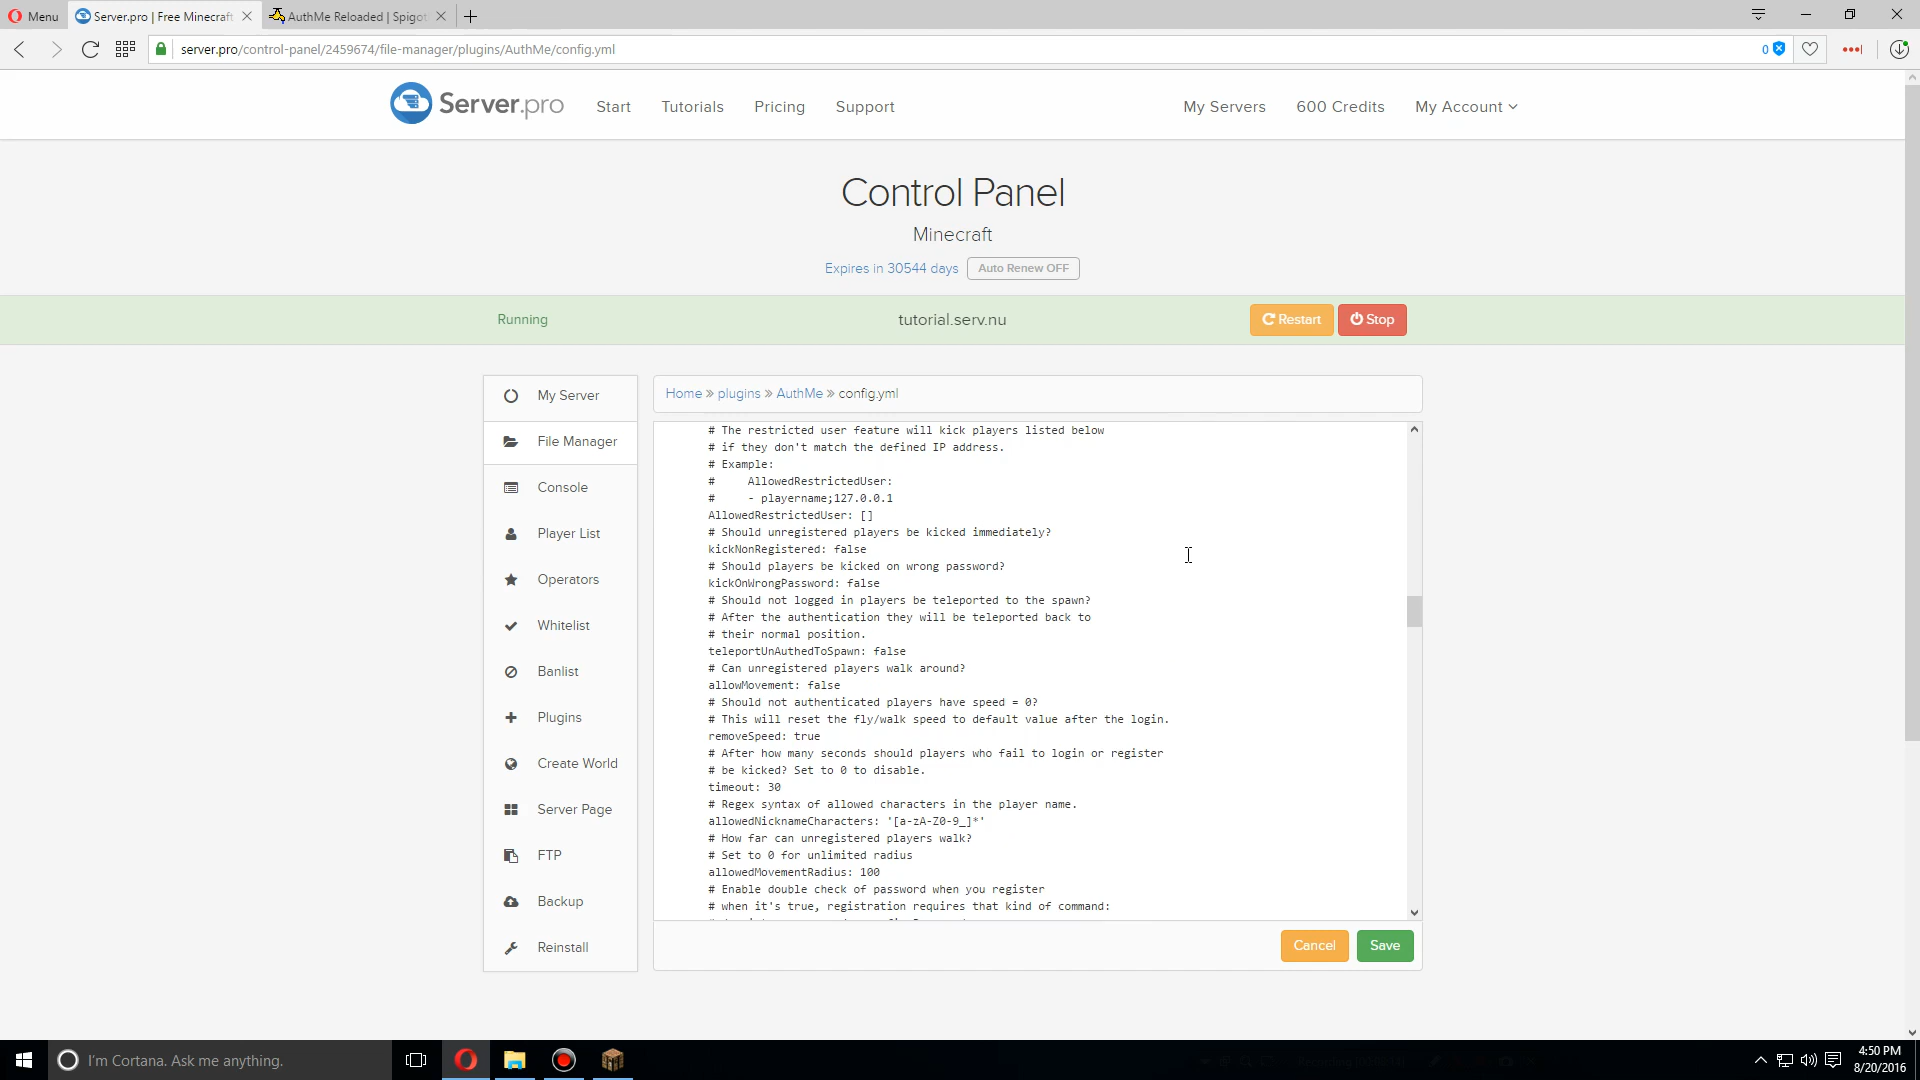 Menu
Server.pro | Free Minecraft
AuthMe Reloaded | Spigot
server.pro/control-panel/2459674/file-manager/plugins/AuthMe/config.yml
0
Server.pro
Start
Tutorials
Pricing
Support
My Servers
600 Credits
My Account
Control Panel
Minecraft
Expires in 30544 days
Auto Renew OFF
Running
tutorial.serv.nu
Restart
Stop
My Server
File Manager
Console
Player List
Operators
Whitelist
Banlist
Plugins
Create World
Server Page
FTP
Backup
Reinstall
Home » plugins » AuthMe » config.yml
# The restricted user feature will kick players listed below
# if they don't match the defined IP address.
# Example:
#     AllowedRestrictedUser:
#     - playername;127.0.0.1
AllowedRestrictedUser: []
# Should unregistered players be kicked immediately?
kickNonRegistered: false
# Should players be kicked on wrong password?
kickOnWrongPassword: false
# Should not logged in players be teleported to the spawn?
# After the authentication they will be teleported back to
# their normal position.
teleportUnAuthedToSpawn: false
# Can unregistered players walk around?
allowMovement: false
# Should not authenticated players have speed = 0?
# This will reset the fly/walk speed to default value after the login.
removeSpeed: true
# After how many seconds should players who fail to login or register
# be kicked? Set to 0 to disable.
timeout: 30
# Regex syntax of allowed characters in the player name.
allowedNicknameCharacters: '[a-zA-Z0-9_]*'
# How far can unregistered players walk?
# Set to 0 for unlimited radius
allowedMovementRadius: 100
# Enable double check of password when you register
# when it's true, registration requires that kind of command:
Cancel
Save
I'm Cortana. Ask me anything.
4:50 PM
8/20/2016